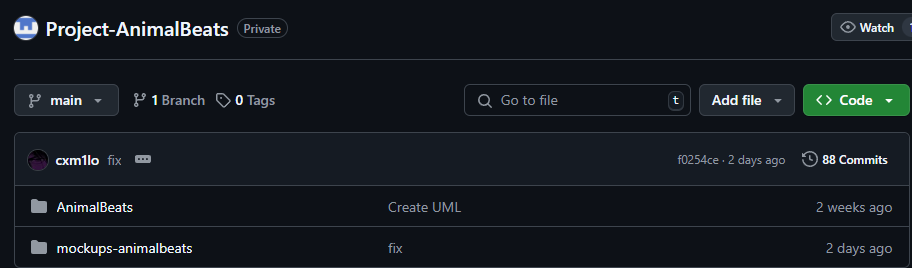 Project-AnimalBeats Private Watch
main 1 Branch 0 Tags Go to file t Add file Code
cxm1lo fix f0254ce · 2 days ago 88 Commits
AnimalBeats Create UML 2 weeks ago
mockups-animalbeats fix 2 days ago